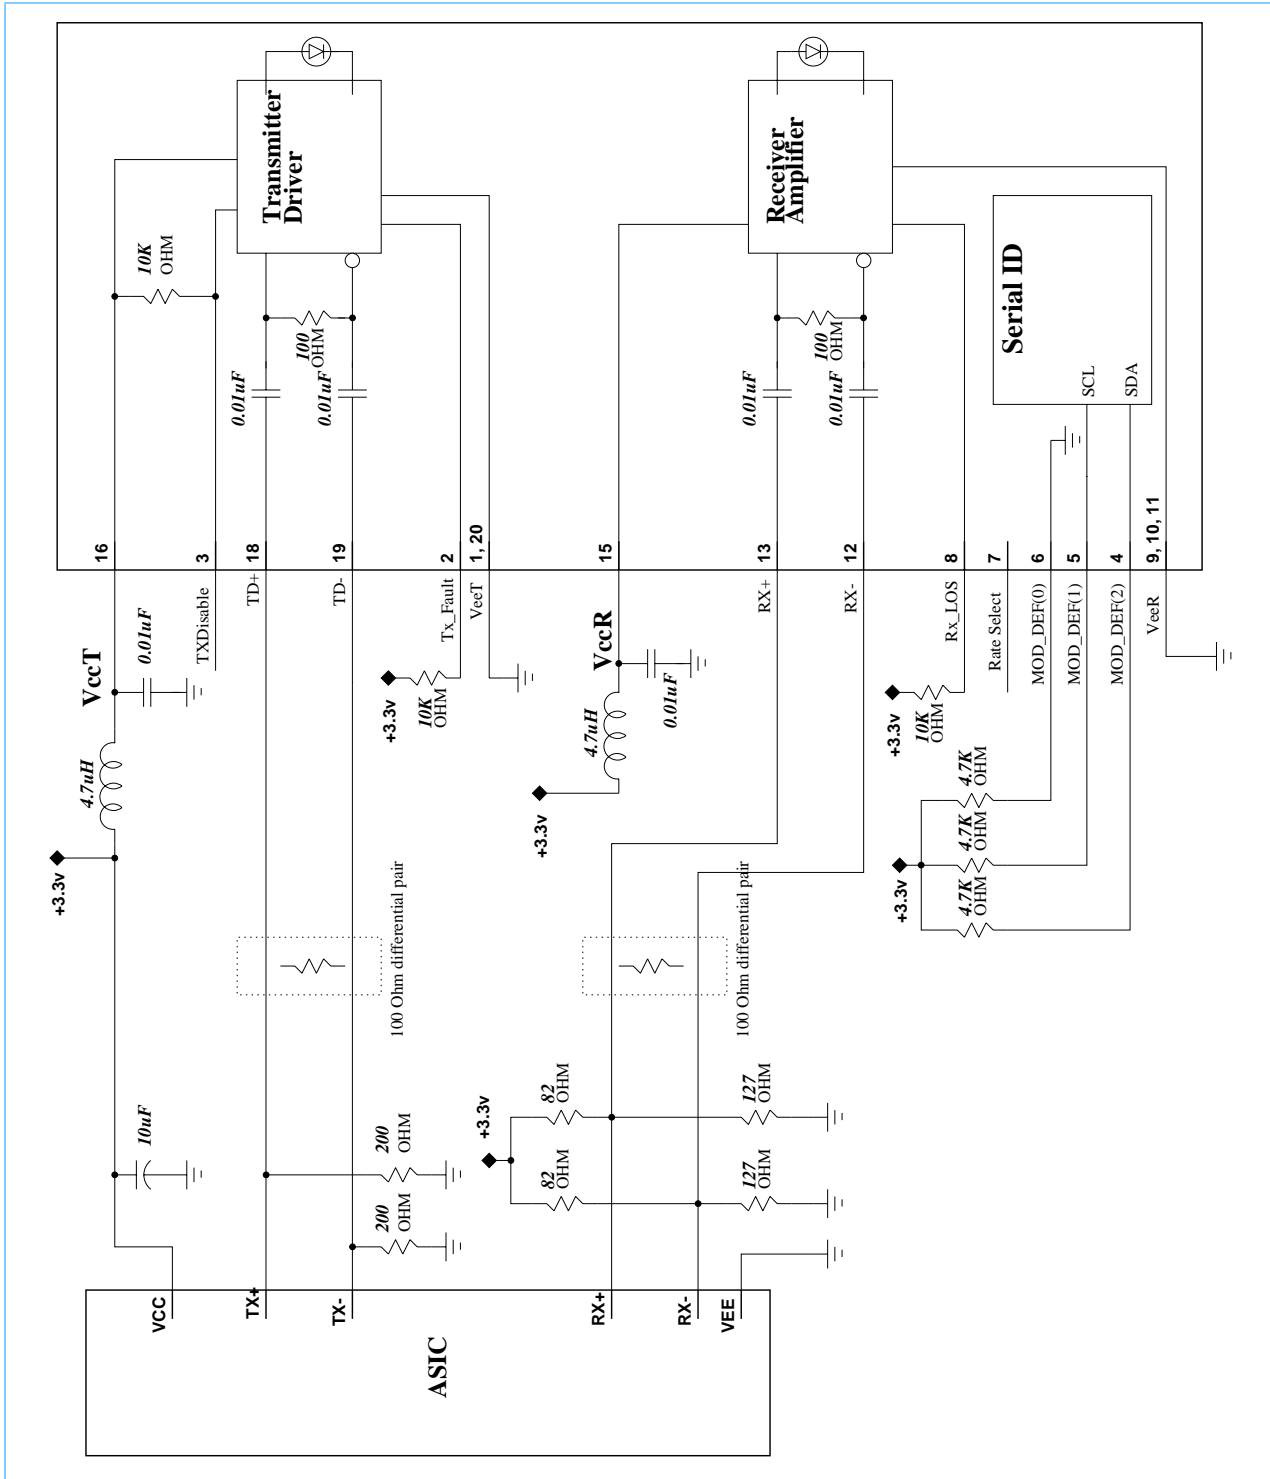 Transmitter
Driver
10K
OHM
100
OHM
0.01uF
0.01uF
16
3
18
19
2
1, 20
VccT
0.01uF
TXDisable
TD+
TD-
Tx_Fault
VeeT
4.7uH
+3.3v
+3.3v
10K
OHM
100 Ohm differential pair
10uF
200
OHM
200
OHM
Receiver
Amplifier
100
OHM
0.01uF
0.01uF
15
13
12
8
VccR
0.01uF
RX+
RX-
Rx_LOS
4.7uH
+3.3v
+3.3v
10K
OHM
100 Ohm differential pair
+3.3v
82
OHM
82
OHM
127
OHM
127
OHM
Serial ID
SCL
SDA
7
6
5
4
9, 10, 11
Rate Select
MOD_DEF(0)
MOD_DEF(1)
MOD_DEF(2)
VeeR
+3.3v
4.7K
OHM
4.7K
OHM
4.7K
OHM
VCC
TX+
TX-
RX+
RX-
VEE
ASIC